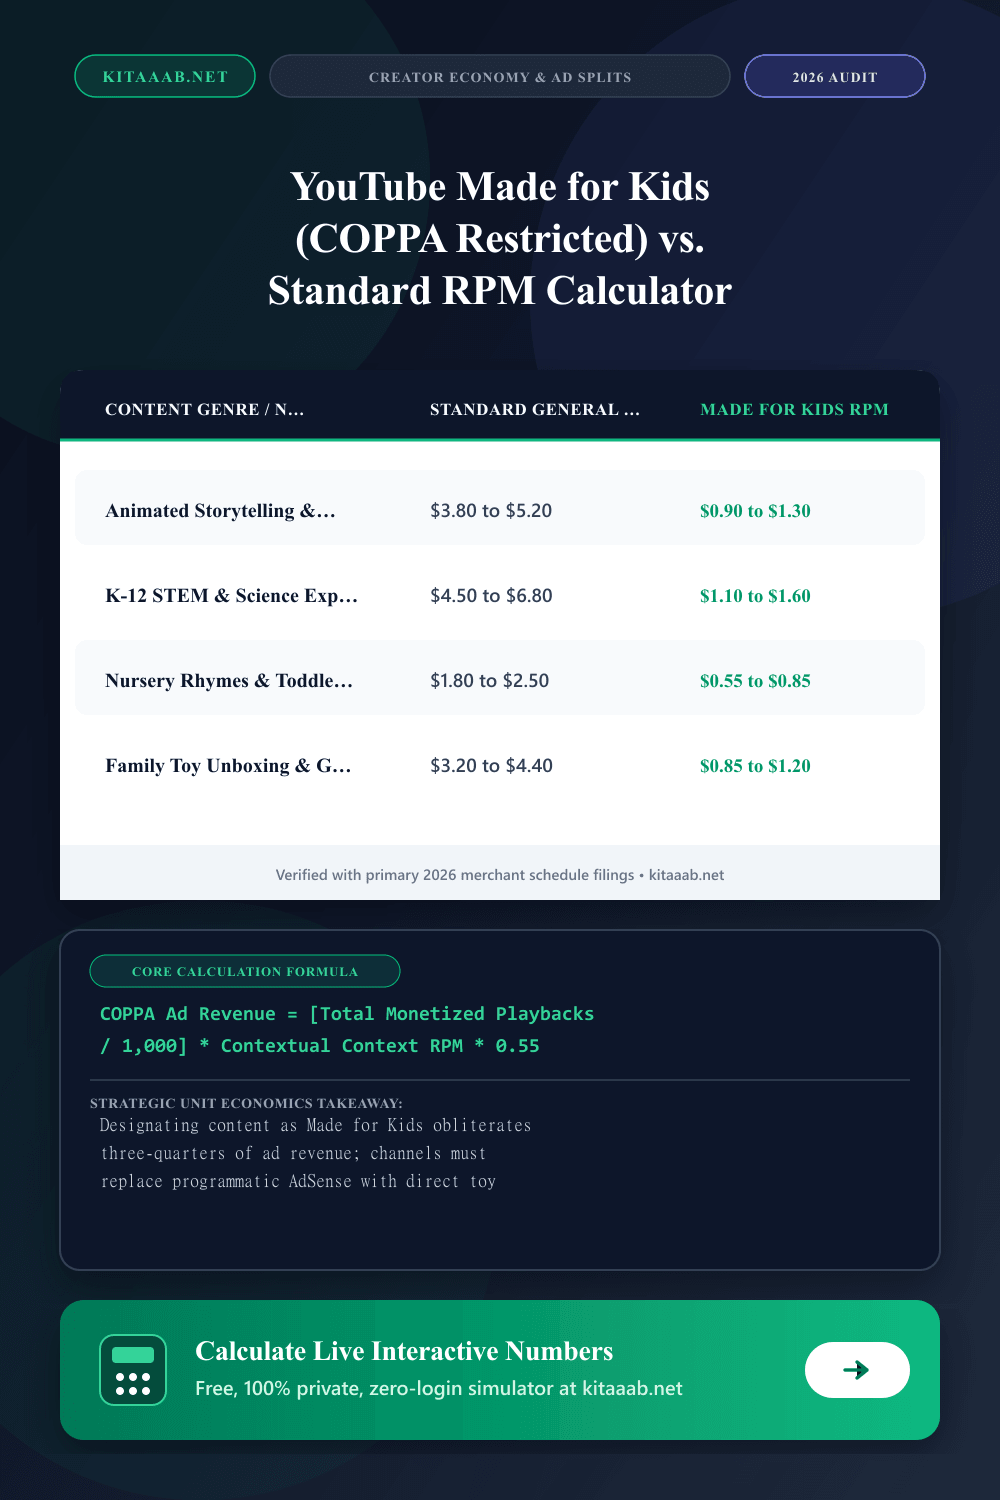 KITAAAB.NET
CREATOR ECONOMY & AD SPLITS
2026 AUDIT
YouTube Made for Kids
(COPPA Restricted) vs.
Standard RPM Calculator
CONTENT GENRE / N... STANDARD GENERAL ... MADE FOR KIDS RPM
Animated Storytelling &... $3.80 to $5.20 $0.90 to $1.30
K-12 STEM & Science Exp... $4.50 to $6.80 $1.10 to $1.60
Nursery Rhymes & Toddle... $1.80 to $2.50 $0.55 to $0.85
Family Toy Unboxing & G... $3.20 to $4.40 $0.85 to $1.20
Verified with primary 2026 merchant schedule filings • kitaaab.net
CORE CALCULATION FORMULA
COPPA Ad Revenue = [Total Monetized Playbacks
/ 1,000] * Contextual Context RPM * 0.55
STRATEGIC UNIT ECONOMICS TAKEAWAY:
Designating content as Made for Kids obliterates
three-quarters of ad revenue; channels must
replace programmatic AdSense with direct toy
Calculate Live Interactive Numbers
Free, 100% private, zero-login simulator at kitaaab.net